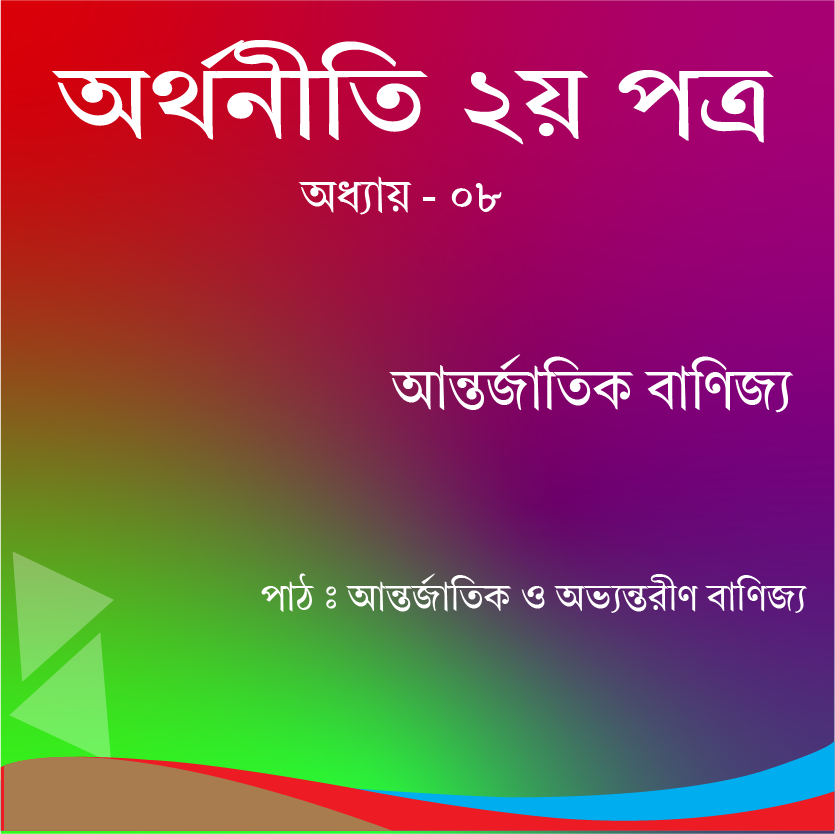 অর্থনীতি ২য় পত্র
অধ্যায় - ০৮
আন্তর্জাতিক বাণিজ্য
পাঠ ঃ আন্তর্জাতিক ও অভ্যন্তরীণ বাণিজ্য